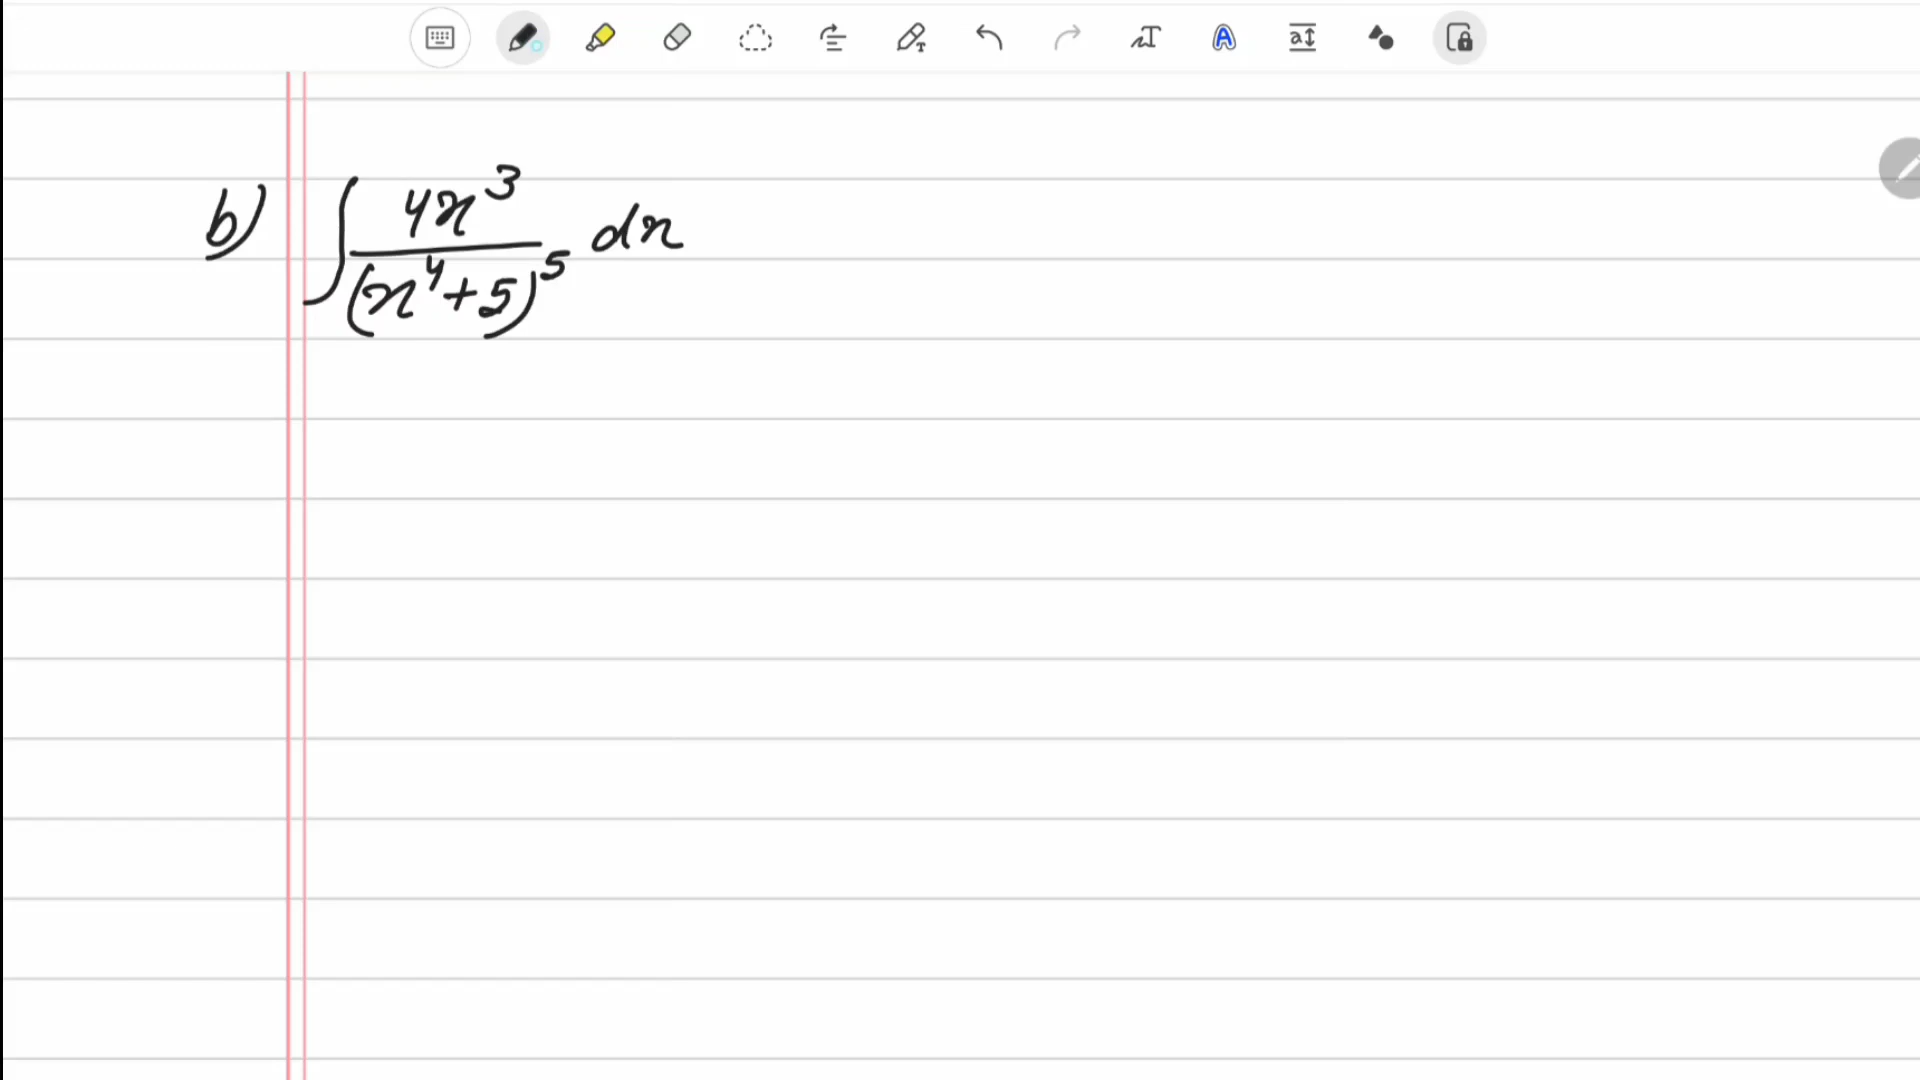 b) ∫ 4x³/(x⁴+5)⁵ dx